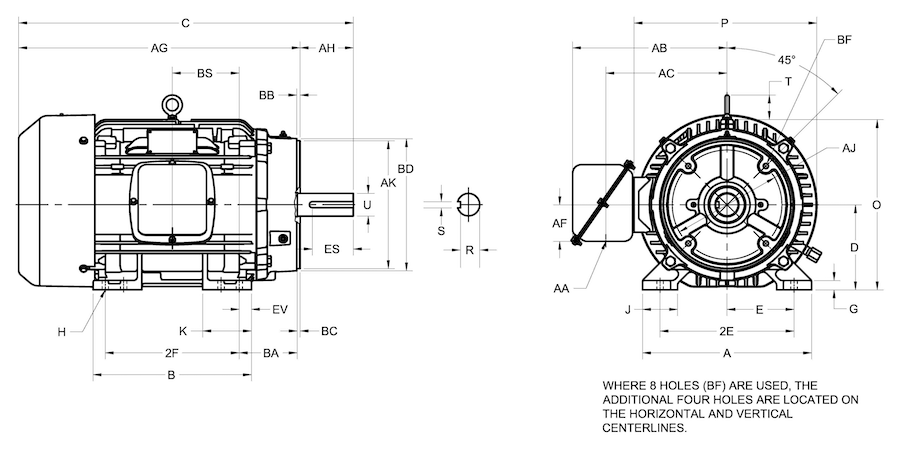 C
P
AG
AH
AB
BF
45°
BS
AC
T
BB
AJ
AK
BD
U
O
S
AF
D
ES
R
AA
H
K
EV
BC
J
E
G
2F
BA
2E
B
A
WHERE 8 HOLES (BF) ARE USED, THE
ADDITIONAL FOUR HOLES ARE LOCATED ON
THE HORIZONTAL AND VERTICAL
CENTERLINES.